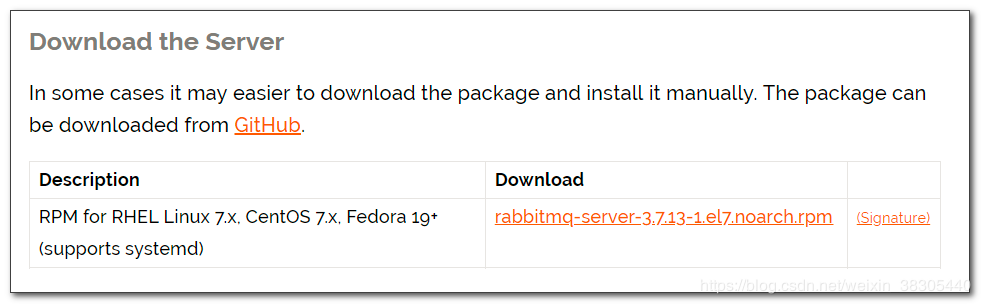 Download the Server
In some cases it may easier to download the package and install it manually. The package can
be downloaded from GitHub.
Description Download
RPM for RHEL Linux 7.x, CentOS 7.x, Fedora 19+ rabbitmq-server-3.7.13-1.el7.noarch.rpm (Signature)
(supports systemd)
https://blog.csdn.net/weixin_38305440